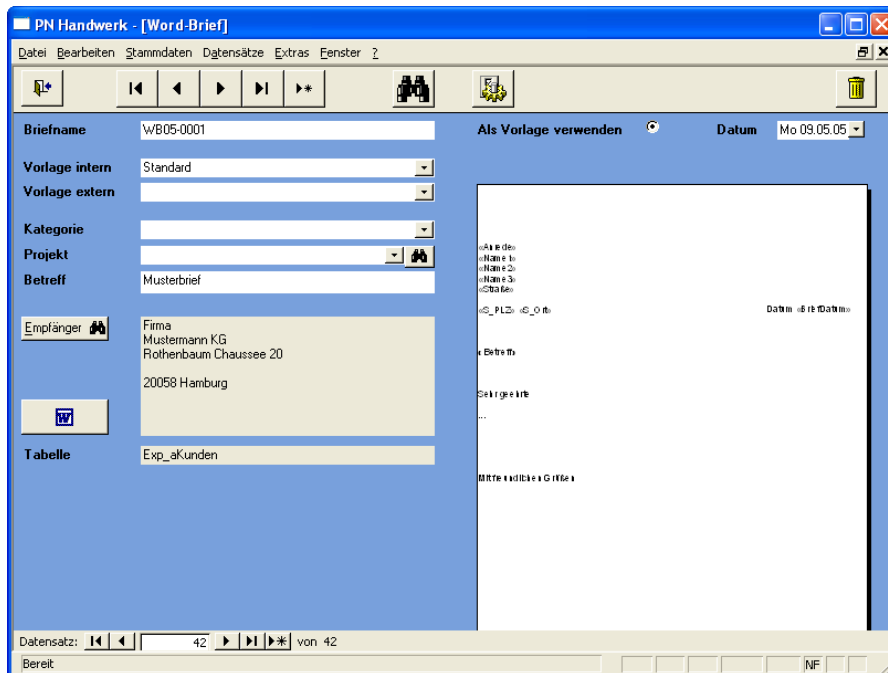 PN Handwerk - [Word-Brief]
Datei Bearbeiten Stammdaten Datensätze Extras Fenster ?
Briefname WB05-0001 Als Vorlage verwenden Datum Mo 09.05.05
Vorlage intern Standard
Vorlage extern
Kategorie
Projekt
Betreff Musterbrief
Empfänger
Firma
Mustermann KG
Rothenbaum Chaussee 20
20058 Hamburg
Tabelle Exp_aKunden
«Anrede»
«Name1»
«Name2»
«Name3»
«Straße»
«S_PLZ» «S_Ort» Datum «BriefDatum»
«Betreff»
Sehr geehrte
...
Mit freundlichen Grüßen
Datensatz: 42 von 42
Bereit NF